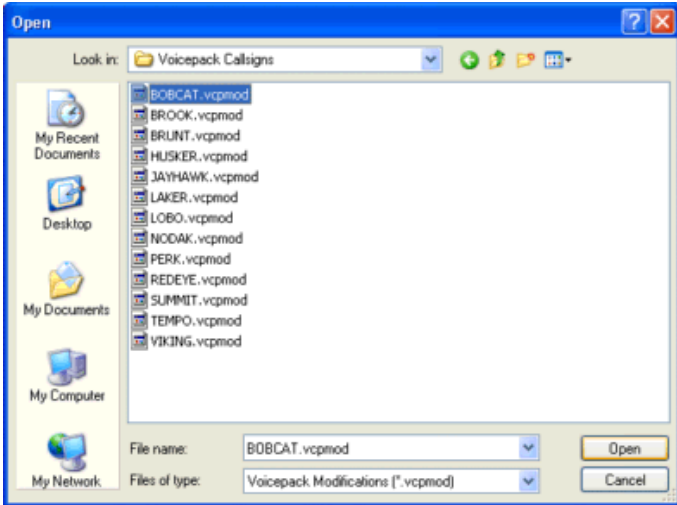 Open
Look in:
Voicepack Callsigns
My Recent
Documents
Desktop
My Documents
My Computer
My Network
BOBCAT.vcpmod
BROOK.vcpmod
BRUNT.vcpmod
HUSKER.vcpmod
JAYHAWK.vcpmod
LAKER.vcpmod
LOBO.vcpmod
NODAK.vcpmod
PERK.vcpmod
REDEYE.vcpmod
SUMMIT.vcpmod
TEMPO.vcpmod
VIKING.vcpmod
File name:
BOBCAT.vcpmod
Open
Files of type:
Voicepack Modifications (*.vcpmod)
Cancel